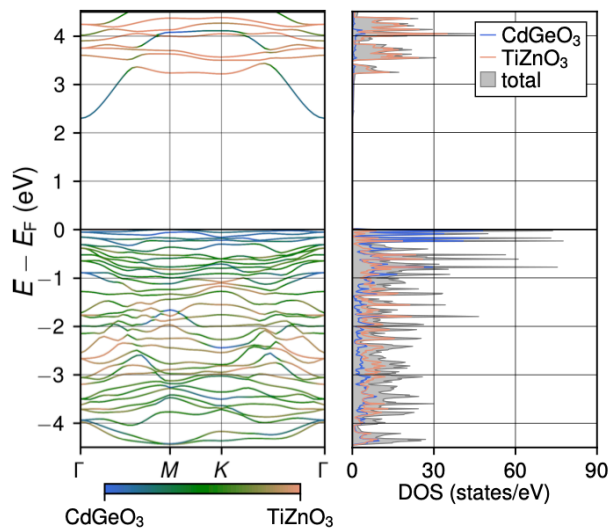 E − E_F (eV)
4
3
2
1
0
−1
−2
−3
−4
Γ M K Γ
CdGeO₃ TiZnO₃
CdGeO₃
TiZnO₃
total
0 30 60 90
DOS (states/eV)